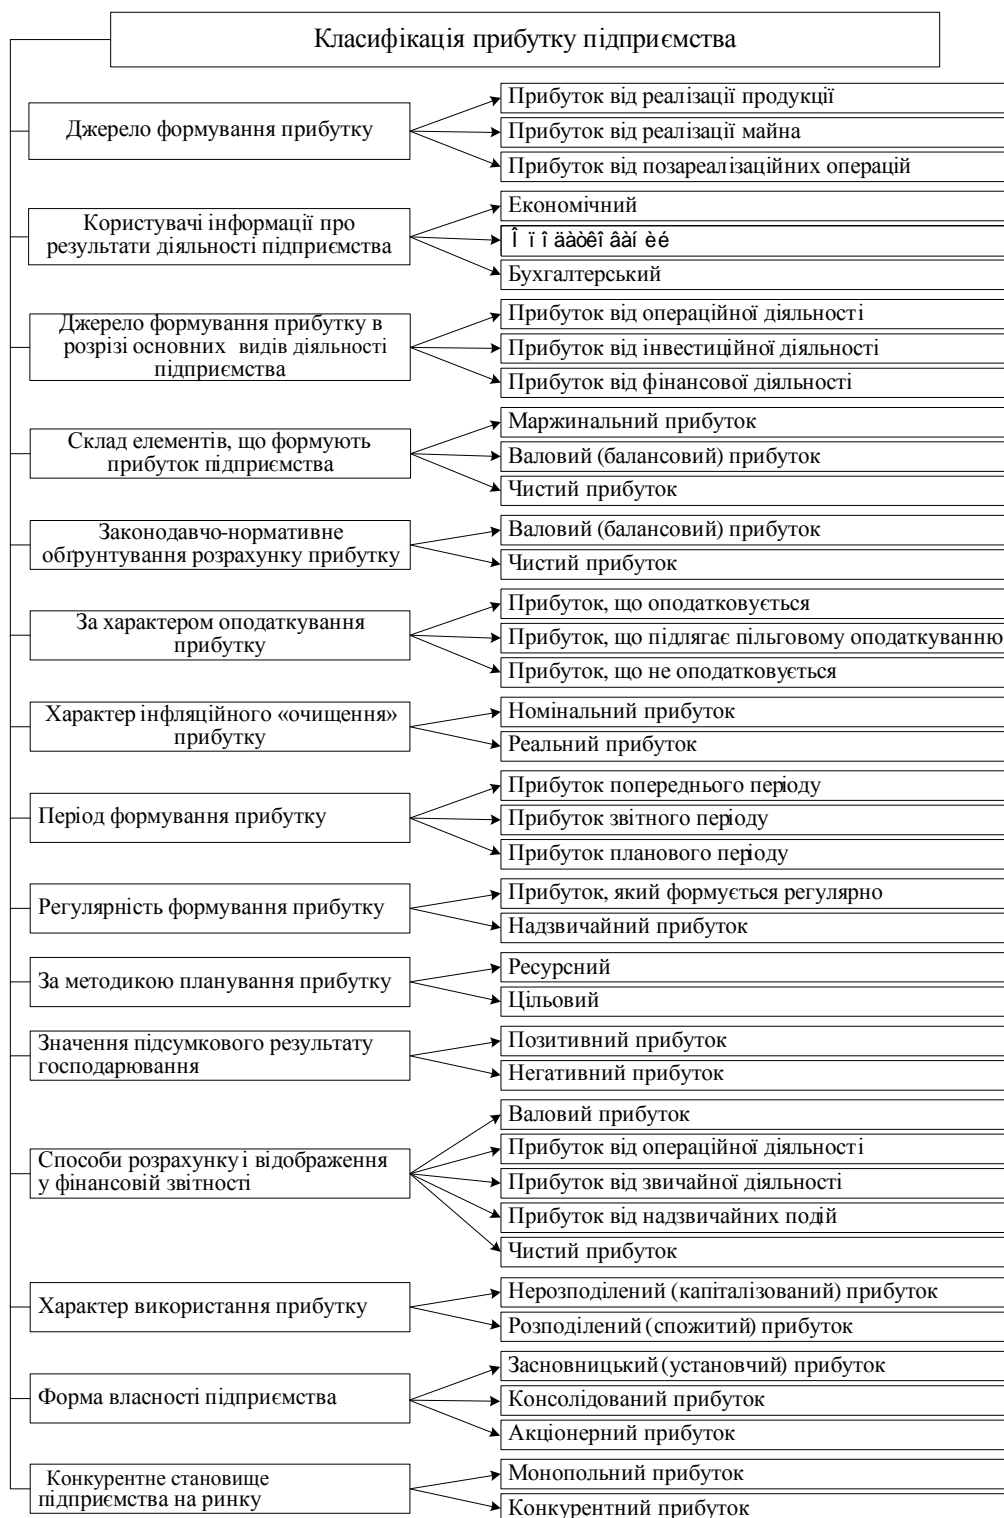 Класифікація прибутку підприємства
Джерело формування прибутку
Прибуток від реалізації продукції
Прибуток від реалізації майна
Прибуток від позареалізаційних операцій
Користувачі інформації про
результати діяльності підприємства
Економічний
Î ï î äàòêî âàí èé
Бухгалтерський
Джерело формування прибутку в
розрізі основних видів діяльності
підприємства
Прибуток від операційної діяльності
Прибуток від інвестиційної діяльності
Прибуток від фінансової діяльності
Склад елементів, що формують
прибуток підприємства
Маржинальний прибуток
Валовий (балансовий) прибуток
Чистий прибуток
Законодавчо-нормативне
обґрунтування розрахунку прибутку
Валовий (балансовий) прибуток
Чистий прибуток
За характером оподаткування
прибутку
Прибуток, що оподатковується
Прибуток, що підлягає пільговому оподаткуванню
Прибуток, що не оподатковується
Характер інфляційного «очищення»
прибутку
Номінальний прибуток
Реальний прибуток
Період формування прибутку
Прибуток попереднього періоду
Прибуток звітного періоду
Прибуток планового періоду
Регулярність формування прибутку
Прибуток, який формується регулярно
Надзвичайний прибуток
За методикою планування прибутку
Ресурсний
Цільовий
Значення підсумкового результату
господарювання
Позитивний прибуток
Негативний прибуток
Способи розрахунку і відображення
у фінансовій звітності
Валовий прибуток
Прибуток від операційної діяльності
Прибуток від звичайної діяльності
Прибуток від надзвичайних подій
Чистий прибуток
Характер використання прибутку
Нерозподілений (капіталізований) прибуток
Розподілений (спожитий) прибуток
Форма власності підприємства
Засновницький (установчий) прибуток
Консолідований прибуток
Акціонерний прибуток
Конкурентне становище
підприємства на ринку
Монопольний прибуток
Конкурентний прибуток